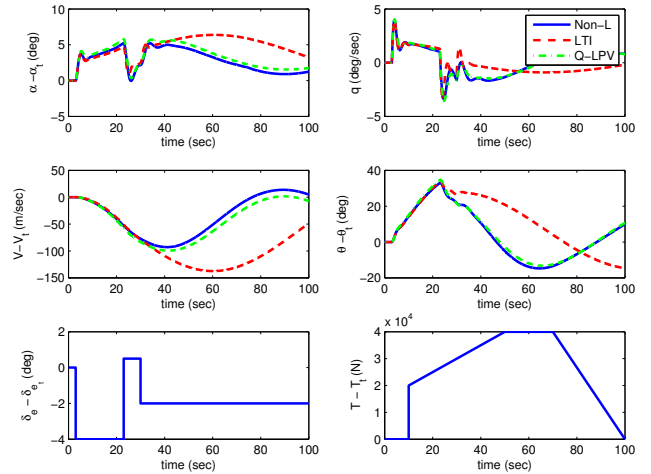 10
5
0
−5
0 20 40 60 80 100
time (sec)
α −α_t (deg)
5
0
−5
0 20 40 60 80 100
time (sec)
q (deg/sec)
Non−L
LTI
Q−LPV
50
0
−50
−100
−150
0 20 40 60 80 100
time (sec)
V−V_t (m/sec)
40
20
0
−20
0 20 40 60 80 100
time (sec)
θ −θ_t (deg)
2
0
−2
−4
0 20 40 60 80 100
time (sec)
δ_e − δ_e_t (deg)
x 10^4
4
3
2
1
0
0 20 40 60 80 100
time (sec)
T − T_t (N)